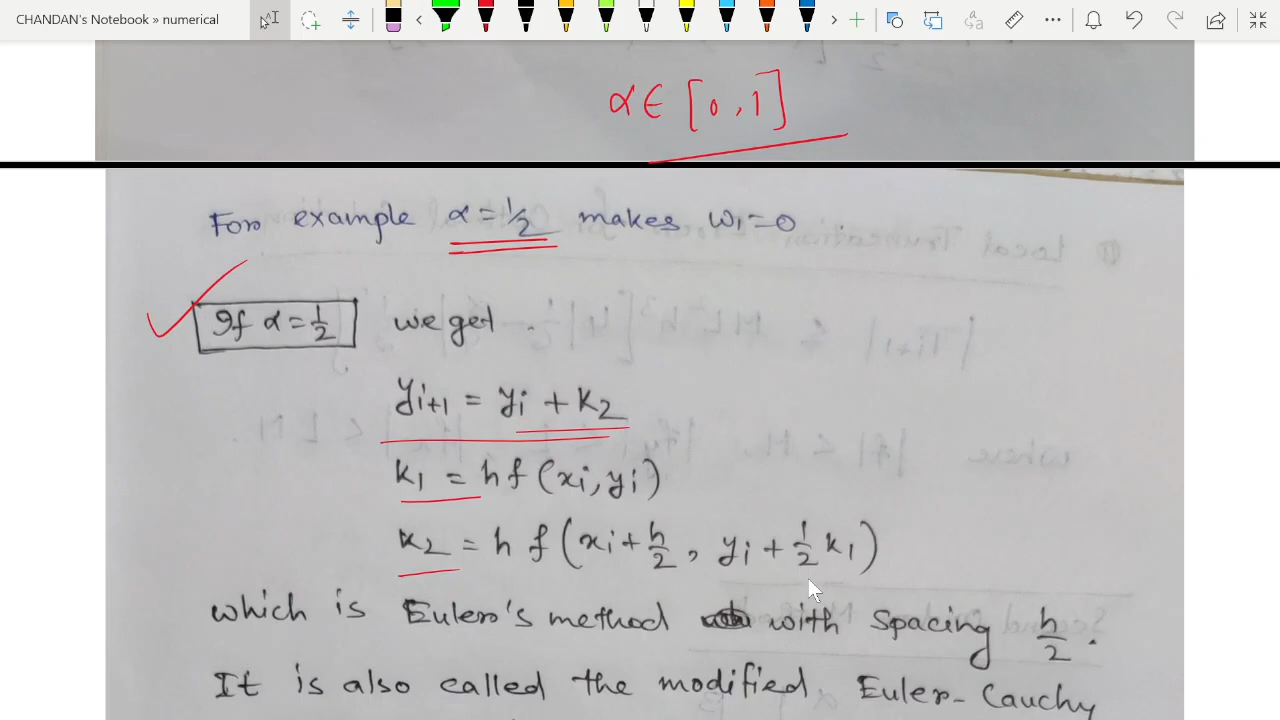 CHANDAN's Notebook » numerical
α ∈ [0,1]
For example α = 1/2 makes w1=0.
If α = 1/2 we get.
yi+1 = yi + k2
k1 = hf(xi, yi)
k2 = h f(xi + h/2, yi + 1/2 k1)
which is Euler's method with spacing h/2.
It is also called the modified Euler-Cauchy